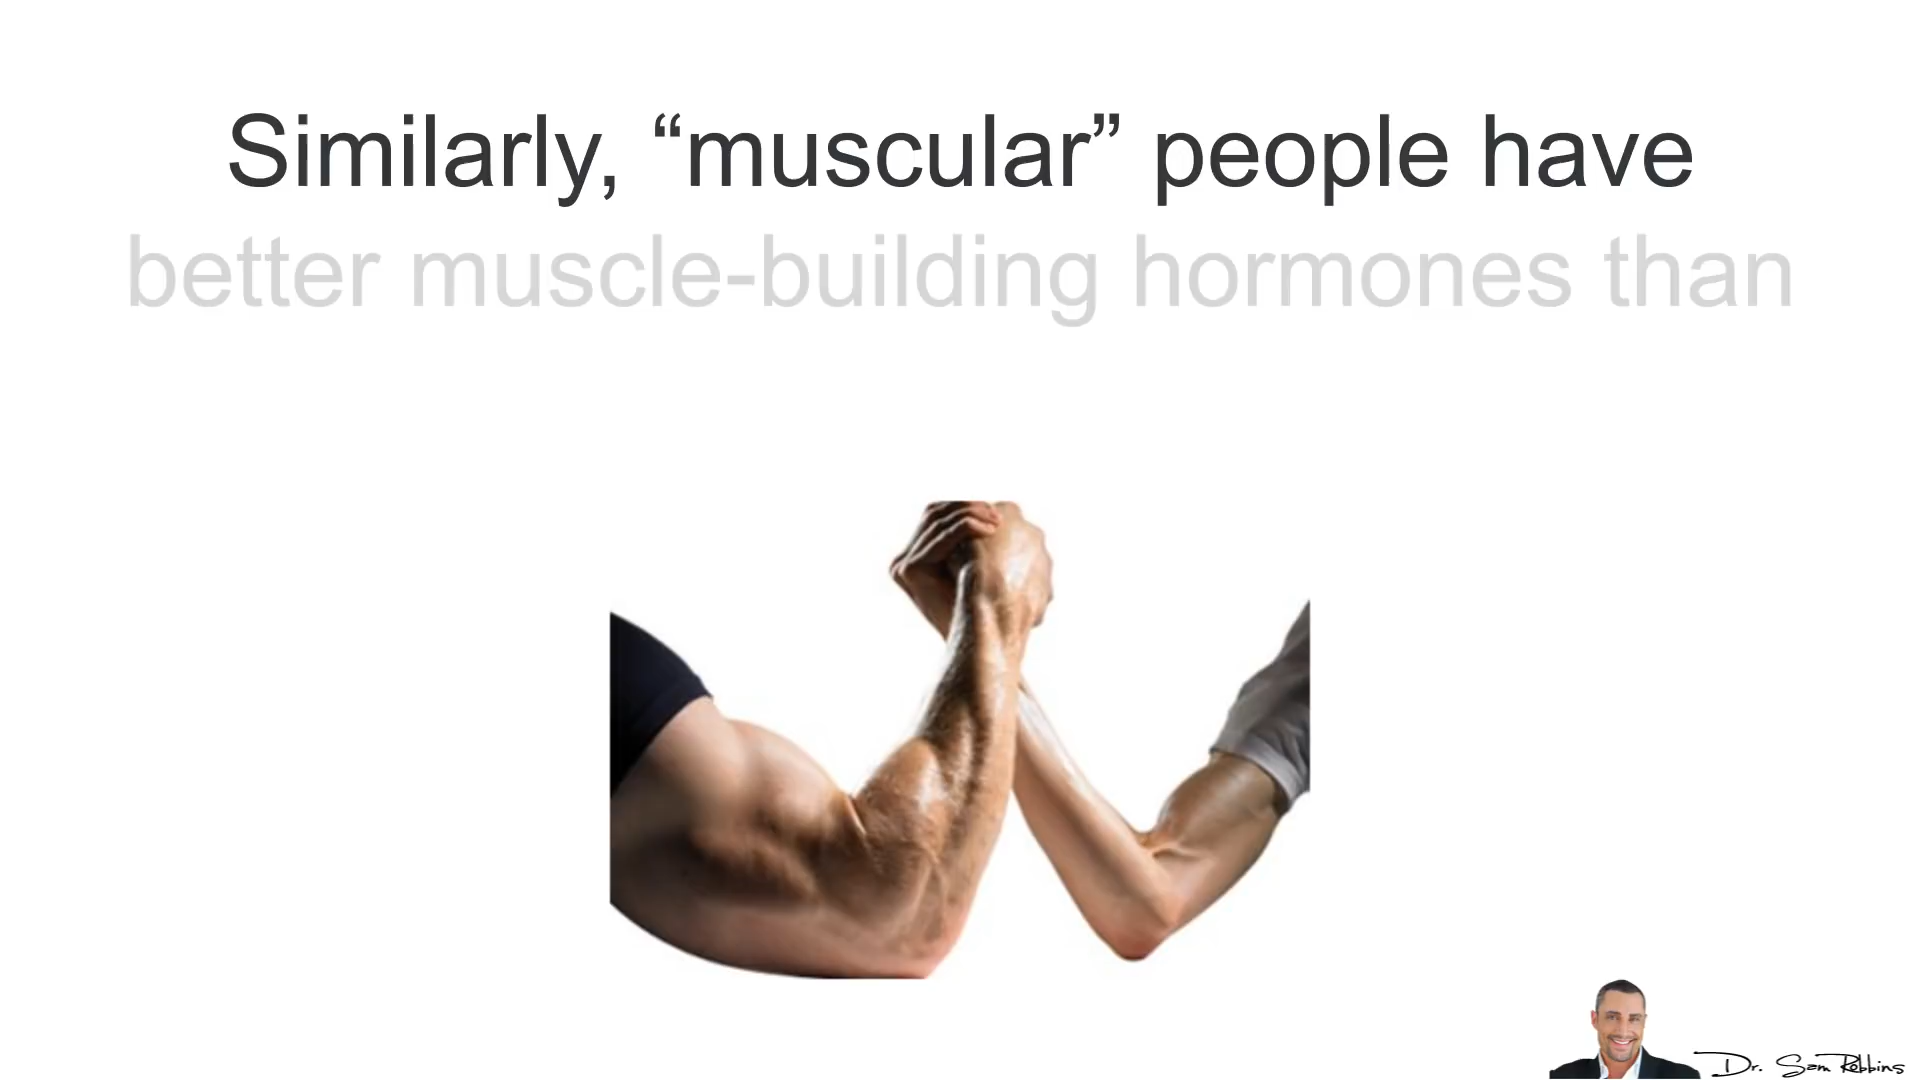 Similarly, “muscular” people have
better muscle-building hormones than
Dr. Sam Robbins